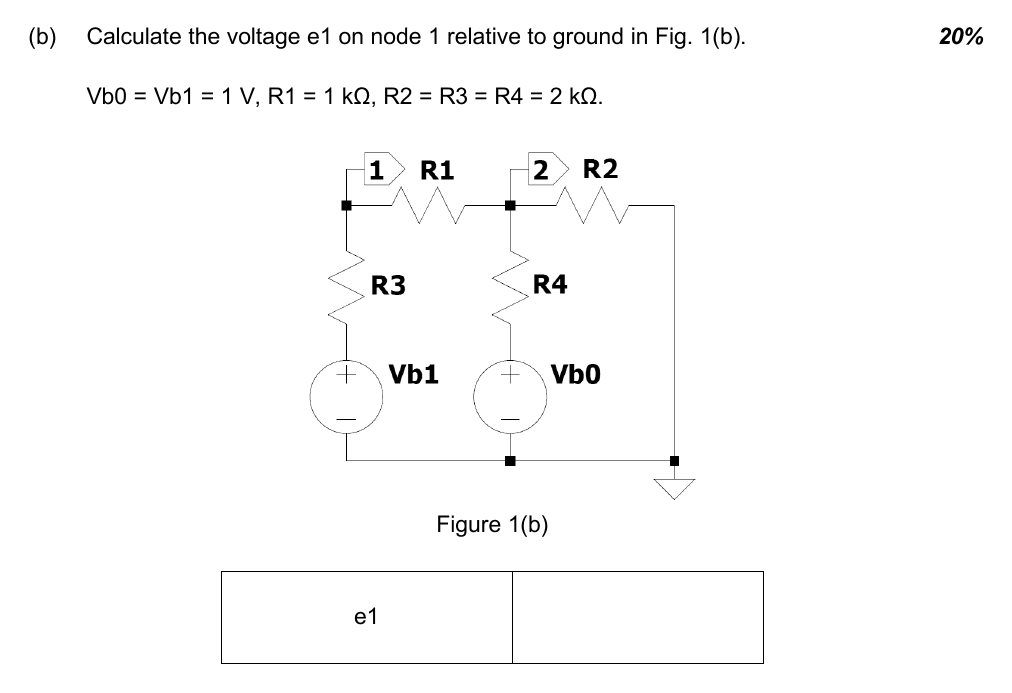 (b) Calculate the voltage e1 on node 1 relative to ground in Fig. 1(b). 20%
Vb0 = Vb1 = 1 V, R1 = 1 kΩ, R2 = R3 = R4 = 2 kΩ.
1 R1 2 R2
R3 R4
+ Vb1 + Vb0
Figure 1(b)
e1